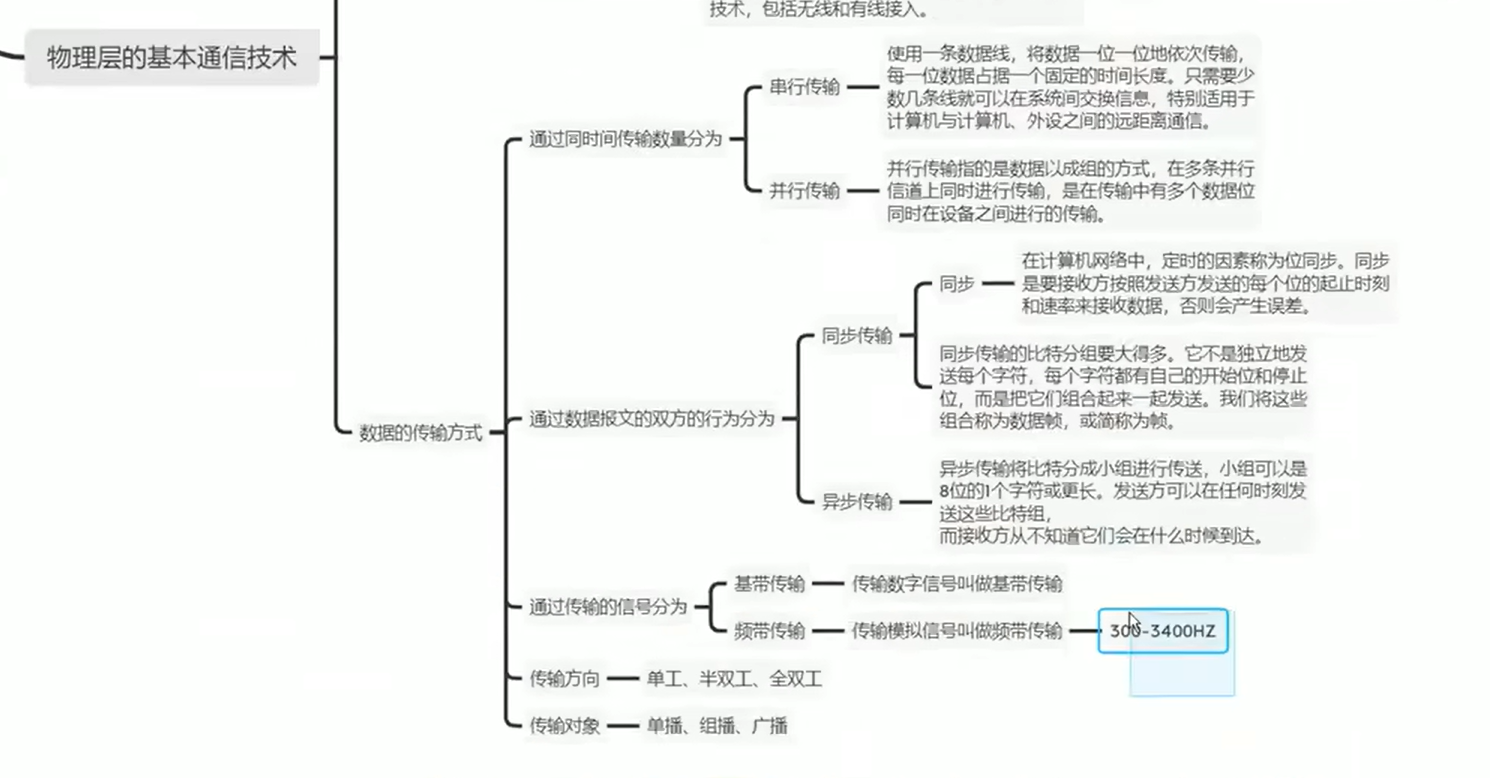 技术，包括无线和有线接入。
物理层的基本通信技术
使用一条数据线，将数据一位一位地依次传输，
每一位数据占据一个固定的时间长度。只需要少
数几条线就可以在系统间交换信息，特别适用于
计算机与计算机、外设之间的远距离通信。
串行传输
通过同时间传输数量分为
并行传输指的是数据以成组的方式，在多条并行
信道上同时进行传输，是在传输中有多个数据位
同时在设备之间进行的传输。
并行传输
在计算机网络中，定时的因素称为位同步。同步
是要接收方按照发送方发送的每个位的起止时刻
和速率来接收数据，否则会产生误差。
同步
同步传输
同步传输的比特分组要大得多。它不是独立地发
送每个字符，每个字符都有自己的开始位和停止
位，而是把它们组合起来一起发送。我们将这些
组合称为数据帧，或简称为帧。
通过数据报文的双方的行为分为
数据的传输方式
异步传输将比特分成小组进行传送，小组可以是
8位的1个字符或更长。发送方可以在任何时刻发
送这些比特组，
而接收方从不知道它们会在什么时候到达。
异步传输
基带传输
传输数字信号叫做基带传输
通过传输的信号分为
频带传输
传输模拟信号叫做频带传输
300-3400HZ
传输方向
单工、半双工、全双工
传输对象
单播、组播、广播